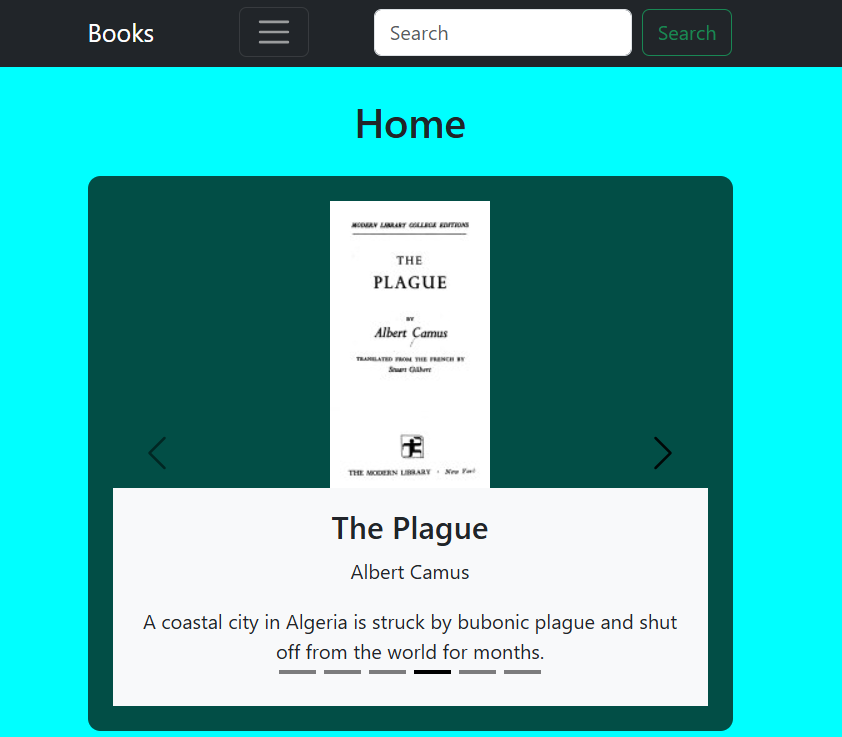 Books
Search
Search
Home
MODERN LIBRARY COLLEGE EDITIONS
THE
PLAGUE
BY
Albert Camus
TRANSLATED FROM THE FRENCH BY
Stuart Gilbert
THE MODERN LIBRARY · New York
The Plague
Albert Camus
A coastal city in Algeria is struck by bubonic plague and shut
off from the world for months.